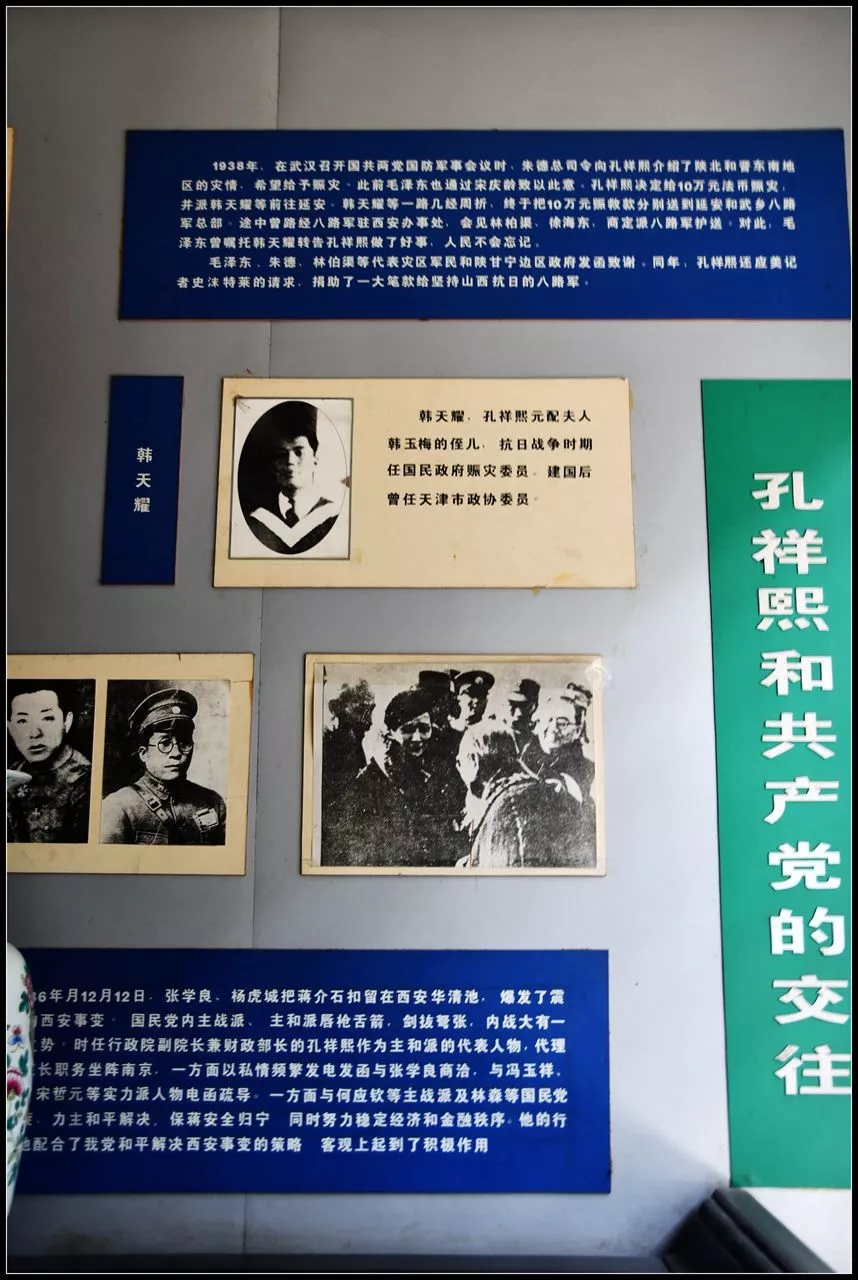 1938年，在武汉召开国共两党国防军事会议时，朱德总司令向孔祥熙介绍了陕北和晋东南地
区的灾情，希望给予赈灾。此前毛泽东也通过宋庆龄致以此意。孔祥熙决定给10万元法币赈灾，
并派韩天耀等前往延安。韩天耀等一路几经周折，终于把10万元赈救款分别送到延安和武乡八路
军总部。途中曾路经八路军驻西安办事处，会见林柏渠、徐海东，商定派八路军护送。对此，毛
泽东曾嘱托韩天耀转告孔祥熙做了好事，人民不会忘记。
毛泽东、朱德、林伯渠等代表灾区军民和陕甘宁边区政府发函致谢。同年，孔祥熙还应美记
者史沫特莱的请求，捐助了一大笔款给坚持山西抗日的八路军。
韩天耀
韩天耀，孔祥熙元配夫人
韩玉梅的侄儿，抗日战争时期
任国民政府赈灾委员。建国后
曾任天津市政协委员。
孔祥熙和共产党的交往
36年月12月12日，张学良、杨虎城把蒋介石扣留在西安华清池，爆发了震
西安事变。国民党内主战派、主和派唇枪舌箭，剑拔弩张，内战大有一
之势。时任行政院副院长兼财政部长的孔祥熙作为主和派的代表人物，代理
长职务坐阵南京，一方面以私情频繁发电发函与张学良商洽，与冯玉祥，
宋哲元等实力派人物电函疏导。一方面与何应钦等主战派及林森等国民党
力主和平解决，保蒋安全归宁 同时努力稳定经济和金融秩序。他的行
配合了我党和平解决西安事变的策略 客观上起到了积极作用